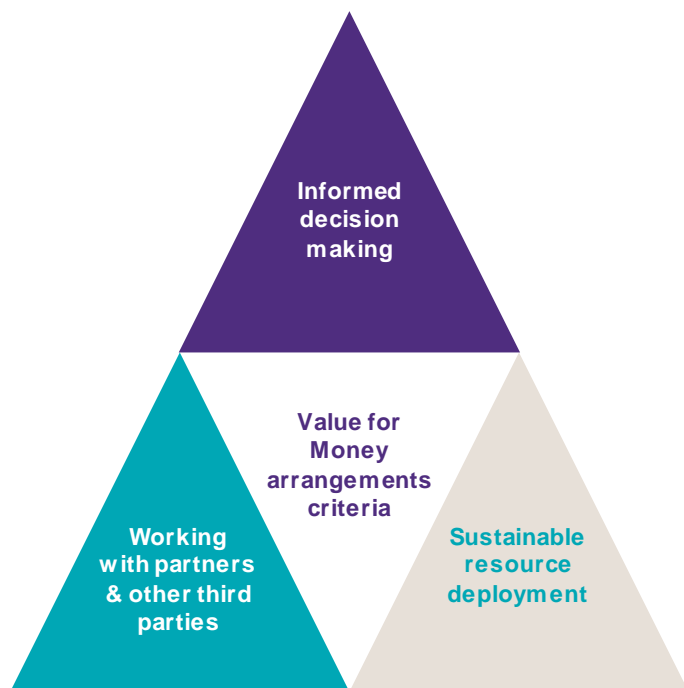 Informed
decision
making
Value for
Money
arrangements
criteria
Working
with partners
& other third
parties
Sustainable
resource
deployment